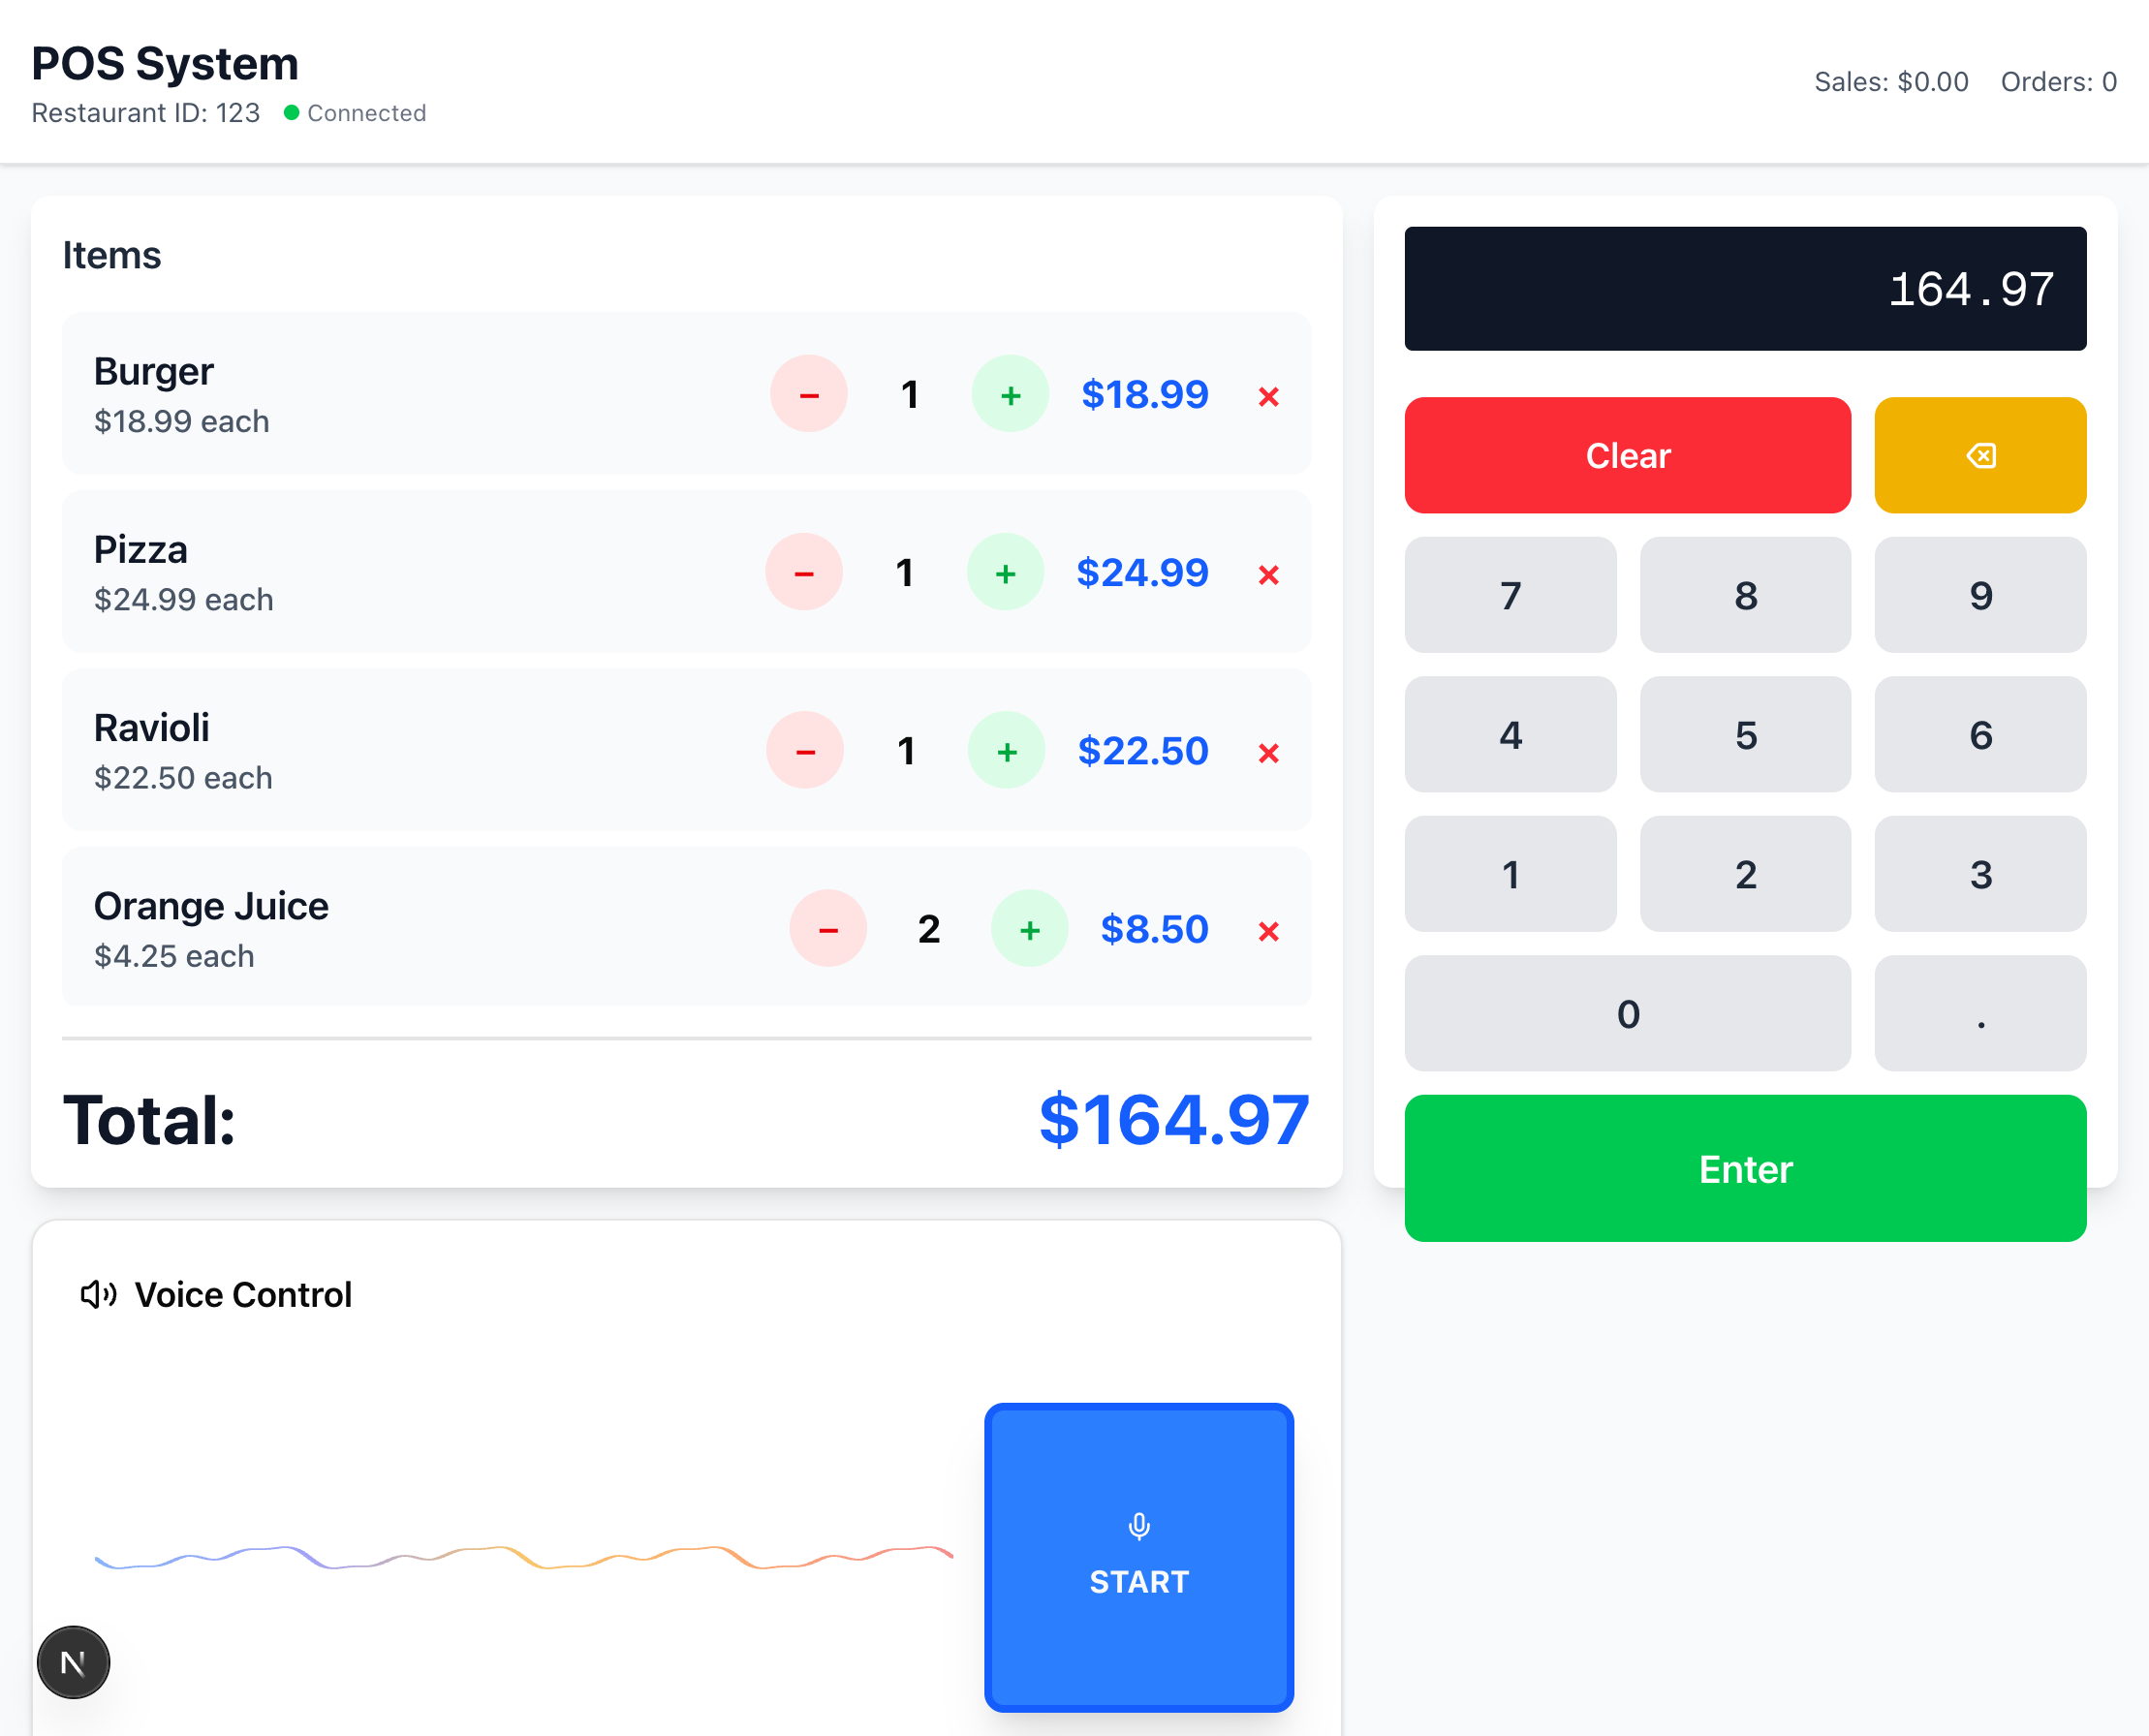 POS System
Restaurant ID: 123 Connected
Sales: $0.00 Orders: 0
Items
Burger
$18.99 each
− 1 + $18.99 ×
Pizza
$24.99 each
− 1 + $24.99 ×
Ravioli
$22.50 each
− 1 + $22.50 ×
Orange Juice
$4.25 each
− 2 + $8.50 ×
Total: $164.97
164.97
Clear
7 8 9
4 5 6
1 2 3
0 .
Enter
Voice Control
START
N